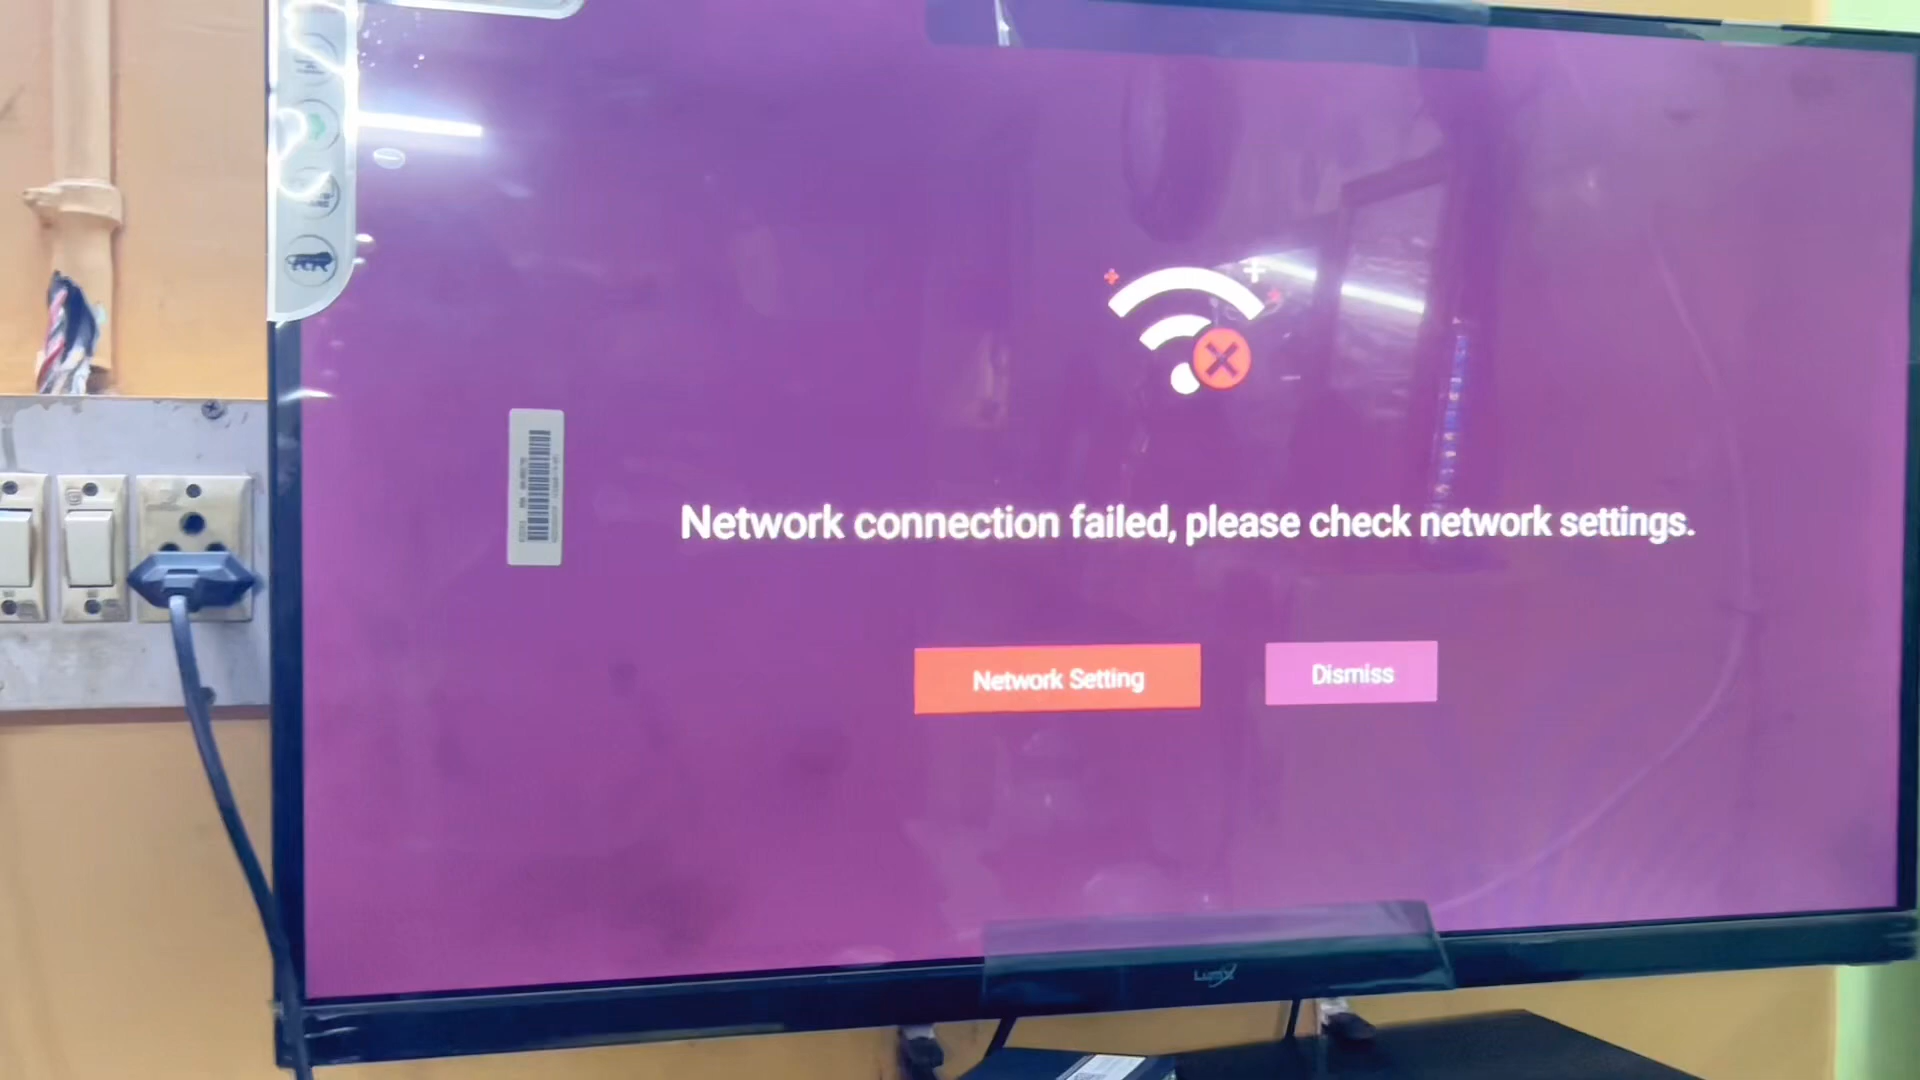 Network connection failed, please check network settings.
Network Setting
Dismiss